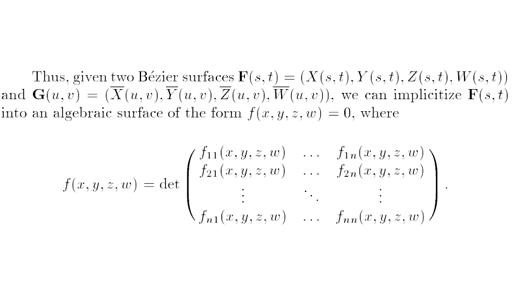 Thus, given two Bézier surfaces F(s, t) = (X(s, t), Y(s, t), Z(s, t), W(s, t))
and G(u, v) = (X̅(u, v), Y̅(u, v), Z̅(u, v), W̅(u, v)), we can implicitize F(s, t)
into an algebraic surface of the form f(x, y, z, w) = 0, where
f(x, y, z, w) = det
f₁₁(x, y, z, w) … f₁ₙ(x, y, z, w)
f₂₁(x, y, z, w) … f₂ₙ(x, y, z, w)
⋮ ⋱ ⋮
fₙ₁(x, y, z, w) … fₙₙ(x, y, z, w)
.